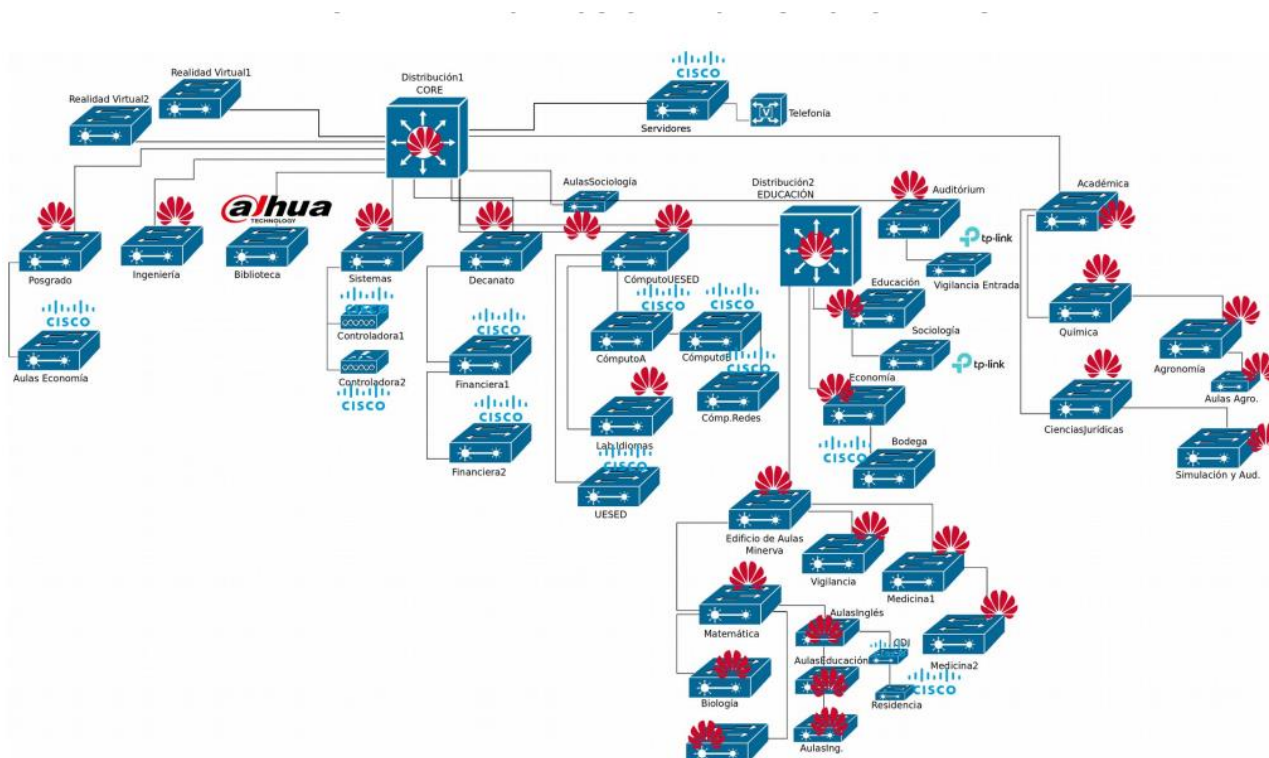 Realidad Virtual1
Realidad Virtual2
Distribución1
CORE
CISCO
Servidores
V
Telefonía
AulasSociología
Distribución2
EDUCACIÓN
Auditórium
Académica
alhua
TECHNOLOGY
Posgrado
Ingeniería
Biblioteca
Sistemas
Decanato
CómputoUESED
tp-link
Vigilancia Entrada
Educación
Química
CISCO
Aulas Economía
CISCO
Controladora1
Controladora2
CISCO
CISCO
Financiera1
CISCO
Financiera2
CISCO
CISCO
CómputoA
CómputoB
CISCO
Cómp.Redes
Lab.Idiomas
CISCO
UESED
Sociología
tp-link
Economía
CISCO
Bodega
Agronomía
Aulas Agro.
CienciasJurídicas
Simulación y Aud.
Edificio de Aulas
Minerva
Vigilancia
Medicina1
Medicina2
Matemática
AulasInglés
CDI
AulasEducación
CISCO
Residencia
Biología
AulasIng.